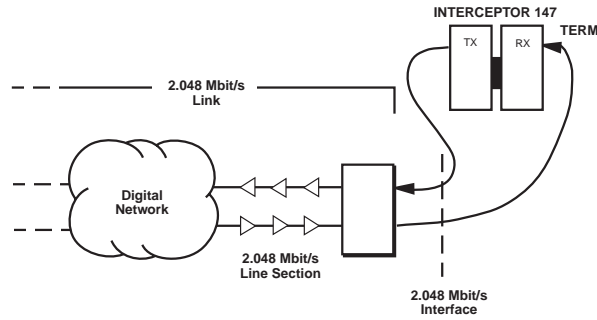 INTERCEPTOR 147
TX
RX
TERM
2.048 Mbit/s
Link
Digital
Network
2.048 Mbit/s
Line Section
2.048 Mbit/s
Interface